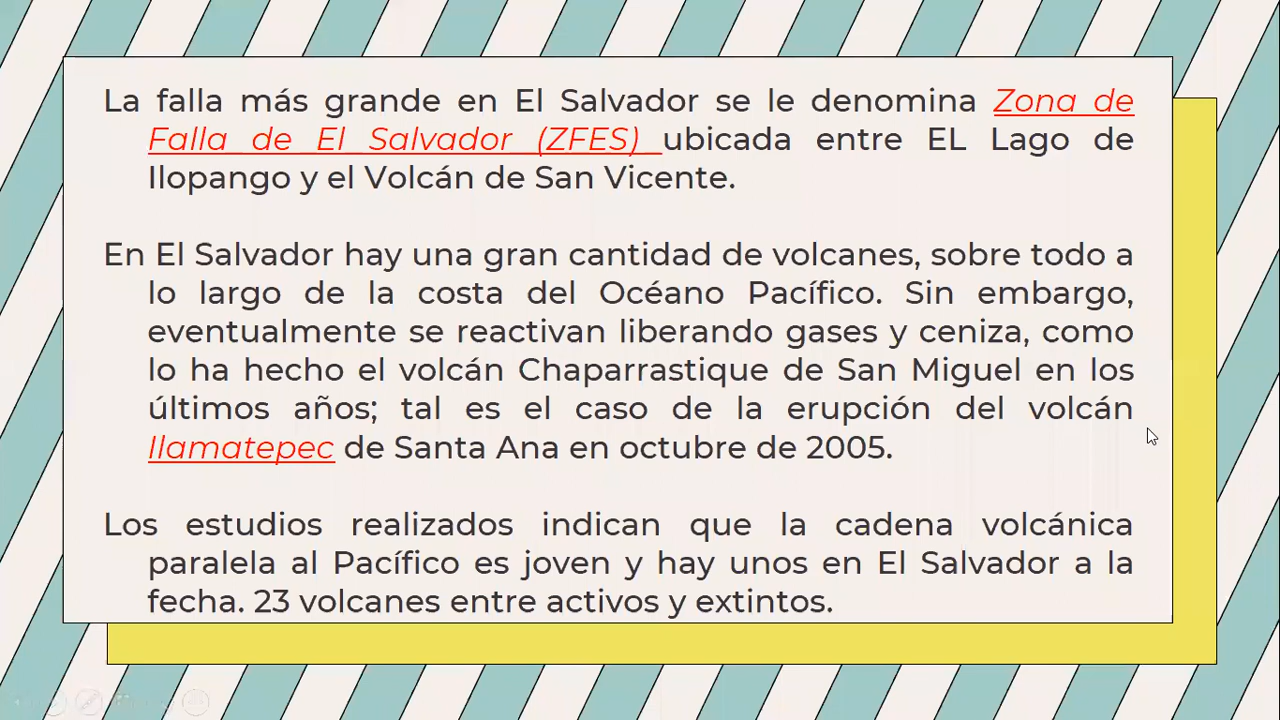 La falla más grande en El Salvador se le denomina Zona de
Falla de El Salvador (ZFES) ubicada entre EL Lago de
Ilopango y el Volcán de San Vicente.
En El Salvador hay una gran cantidad de volcanes, sobre todo a
lo largo de la costa del Océano Pacífico. Sin embargo,
eventualmente se reactivan liberando gases y ceniza, como
lo ha hecho el volcán Chaparrastique de San Miguel en los
últimos años; tal es el caso de la erupción del volcán
Ilamatepec de Santa Ana en octubre de 2005.
Los estudios realizados indican que la cadena volcánica
paralela al Pacífico es joven y hay unos en El Salvador a la
fecha. 23 volcanes entre activos y extintos.